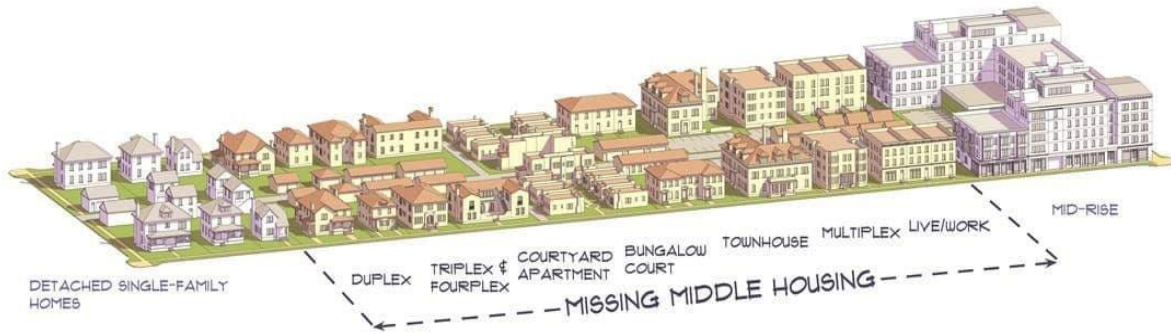 DETACHED SINGLE-FAMILY
HOMES
DUPLEX
TRIPLEX &
FOURPLEX
COURTYARD
APARTMENT
BUNGALOW
COURT
TOWNHOUSE
MULTIPLEX
LIVE/WORK
MID-RISE
MISSING MIDDLE HOUSING